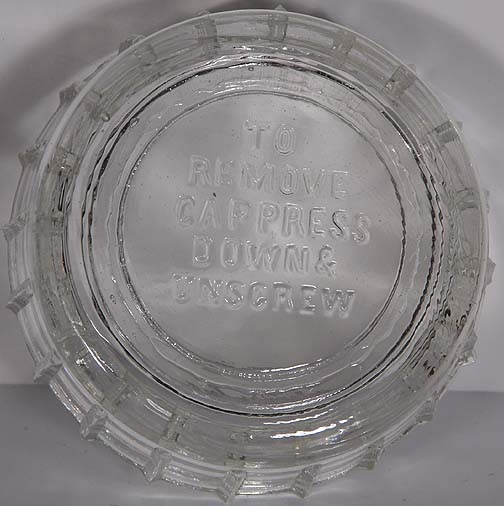 TO
REMOVE
CAP PRESS
DOWN &
UNSCREW